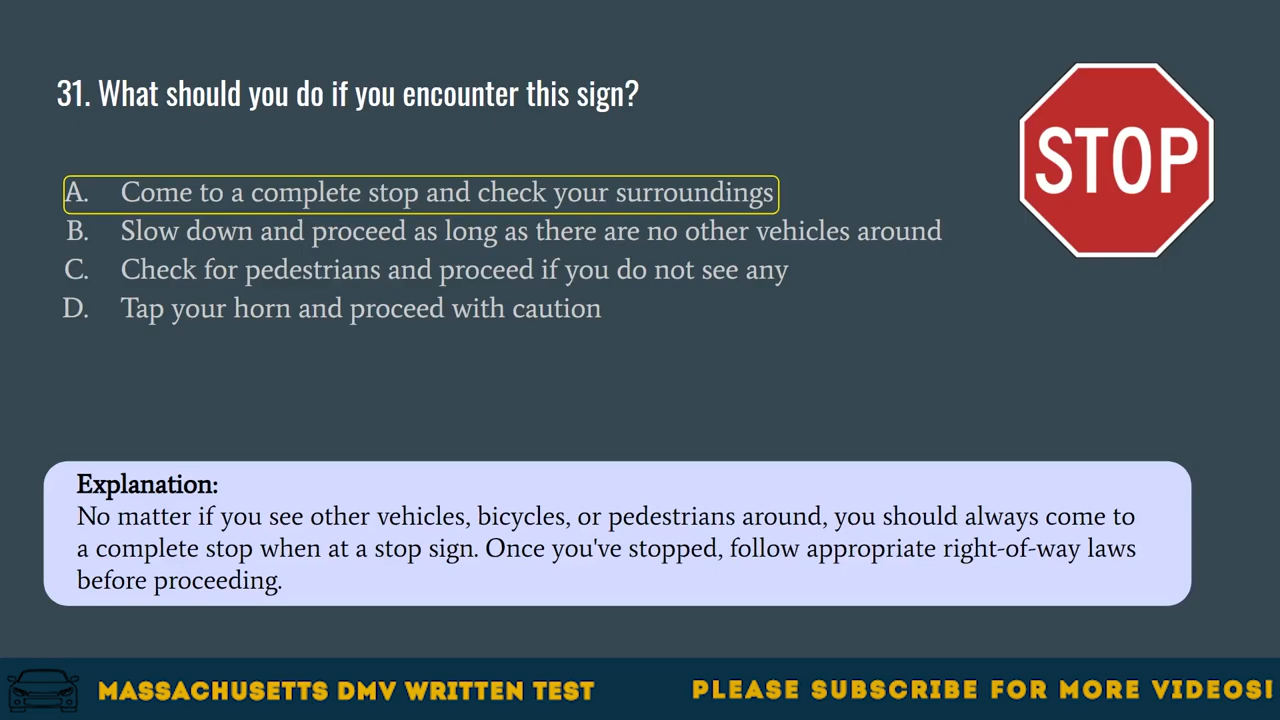 31. What should you do if you encounter this sign?
STOP
A. Come to a complete stop and check your surroundings
B. Slow down and proceed as long as there are no other vehicles around
C. Check for pedestrians and proceed if you do not see any
D. Tap your horn and proceed with caution
Explanation:
No matter if you see other vehicles, bicycles, or pedestrians around, you should always come to
a complete stop when at a stop sign. Once you've stopped, follow appropriate right-of-way laws
before proceeding.
MASSACHUSETTS DMV WRITTEN TEST
PLEASE SUBSCRIBE FOR MORE VIDEOS!